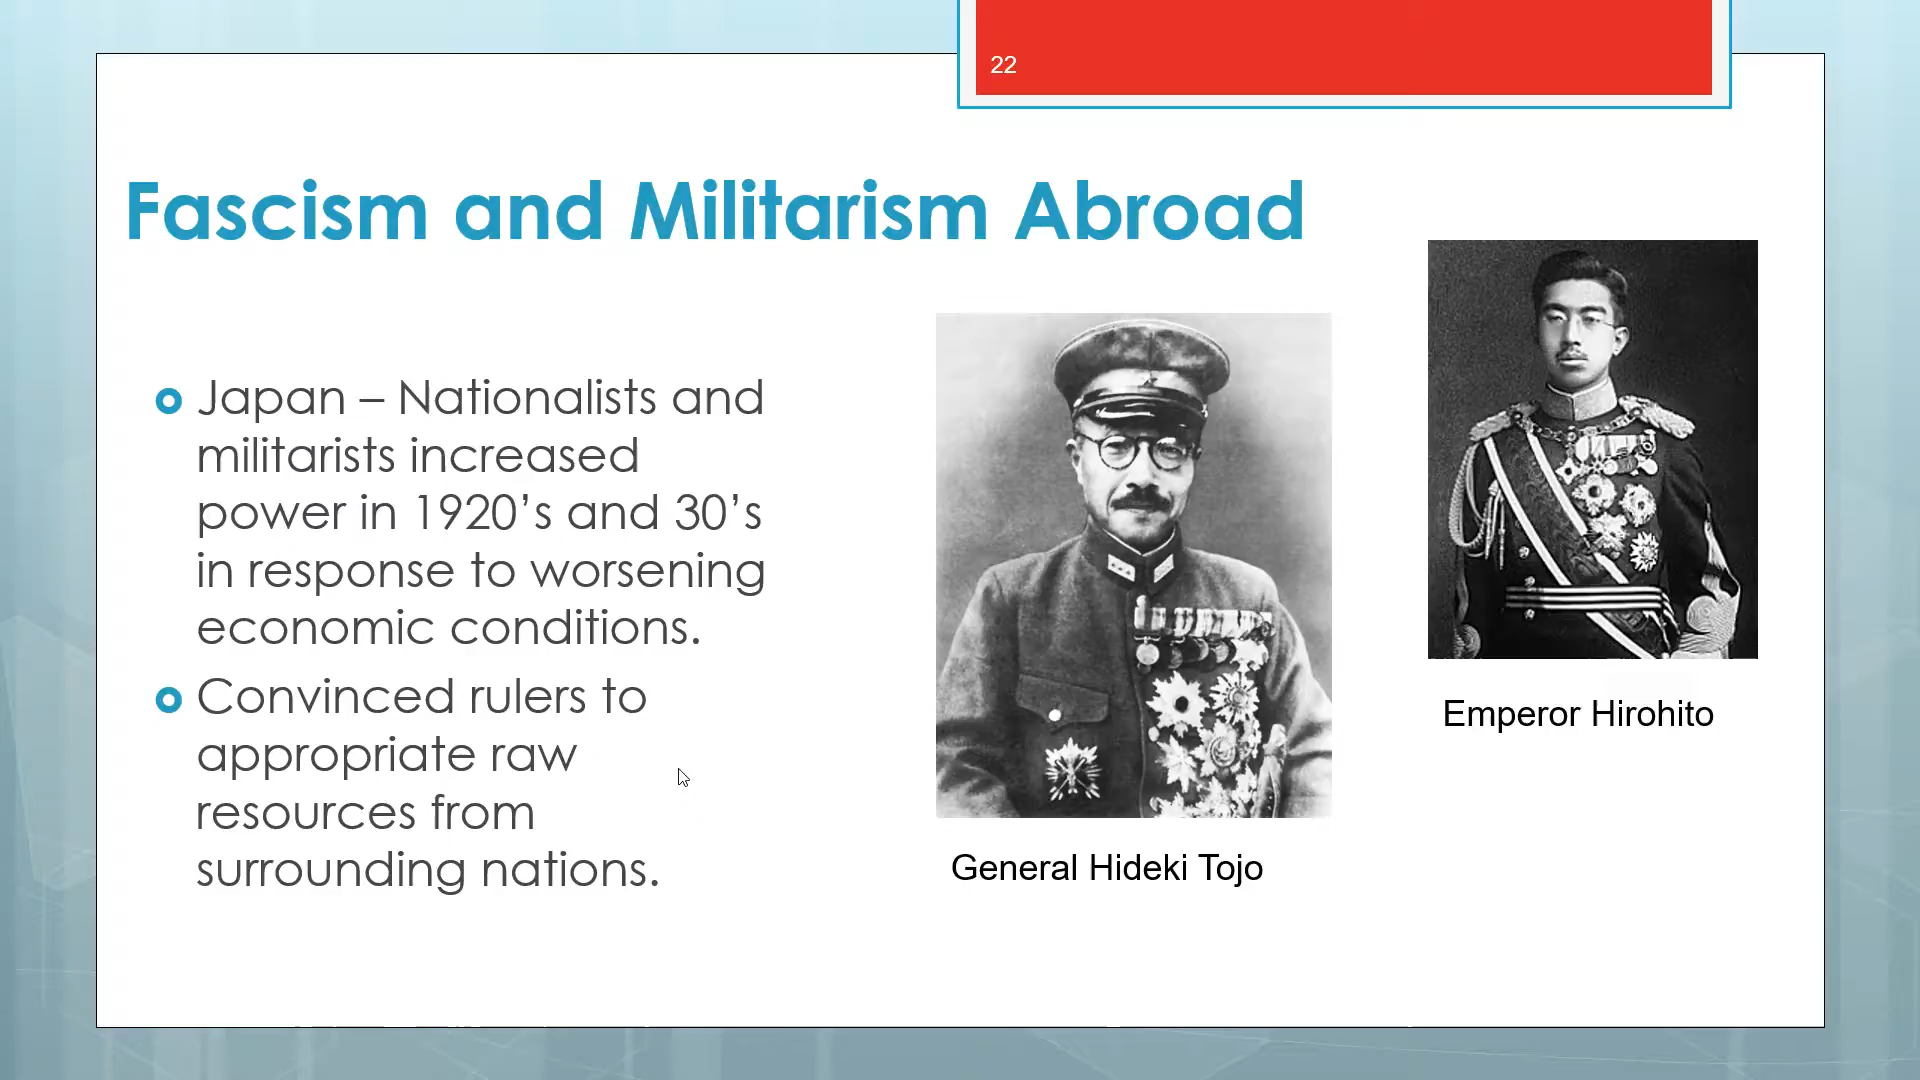 22
Fascism and Militarism Abroad
Japan – Nationalists and
militarists increased
power in 1920’s and 30’s
in response to worsening
economic conditions.
Convinced rulers to
appropriate raw
resources from
surrounding nations.
General Hideki Tojo
Emperor Hirohito